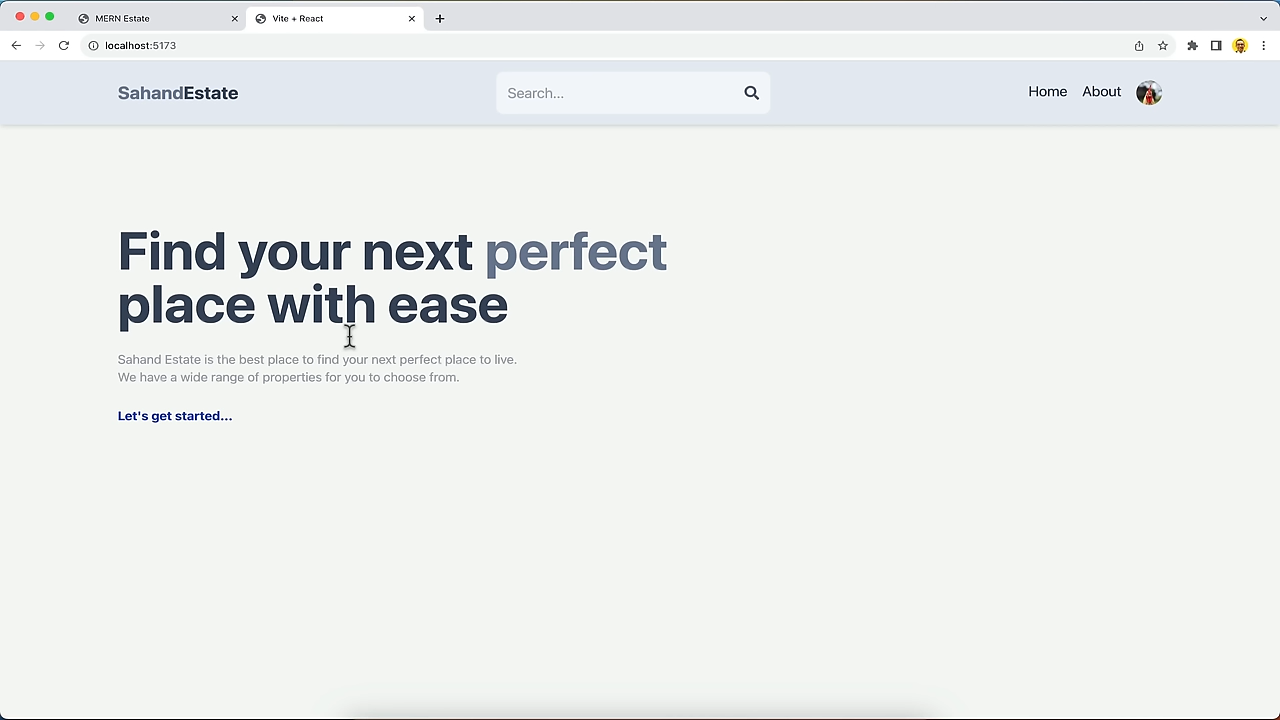 MERN Estate
Vite + React
localhost:5173
SahandEstate
Search...
Home
About
Find your next perfect
place with ease
Sahand Estate is the best place to find your next perfect place to live.
We have a wide range of properties for you to choose from.
Let's get started...